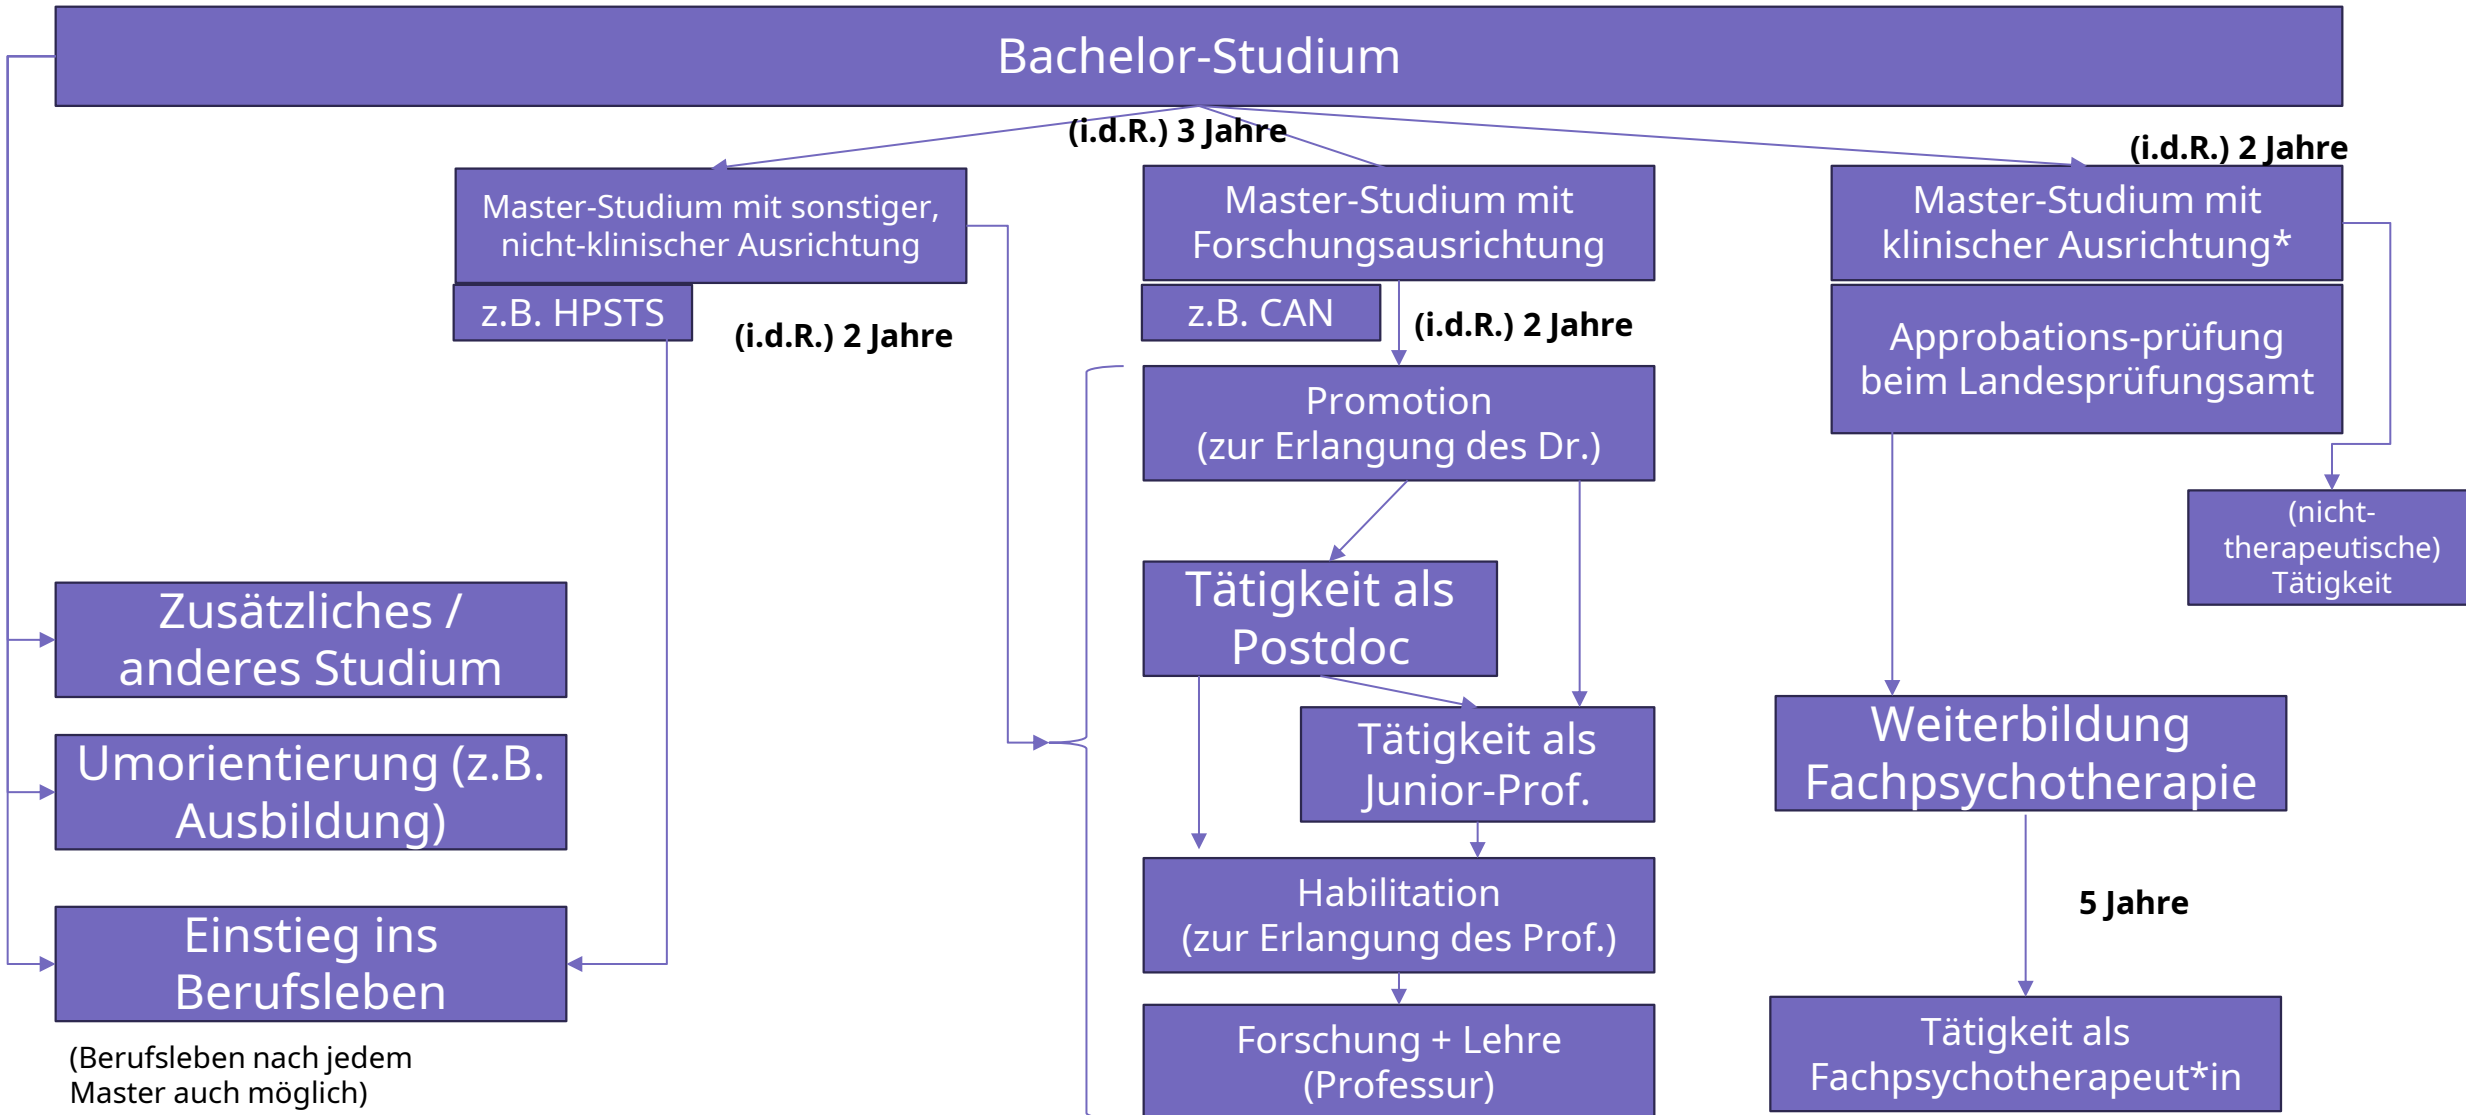 Bachelor-Studium
(i.d.R.) 3 Jahre
(i.d.R.) 2 Jahre
Master-Studium mit sonstiger,
nicht-klinischer Ausrichtung
z.B. HPSTS
(i.d.R.) 2 Jahre
Master-Studium mit
Forschungsausrichtung
z.B. CAN
(i.d.R.) 2 Jahre
Master-Studium mit
klinischer Ausrichtung*
Approbations-prüfung
beim Landesprüfungsamt
Promotion
(zur Erlangung des Dr.)
(nicht-
therapeutische)
Tätigkeit
Zusätzliches /
anderes Studium
Tätigkeit als
Postdoc
Umorientierung (z.B.
Ausbildung)
Tätigkeit als
Junior-Prof.
Weiterbildung
Fachpsychotherapie
Einstieg ins
Berufsleben
Habilitation
(zur Erlangung des Prof.)
5 Jahre
(Berufsleben nach jedem
Master auch möglich)
Forschung + Lehre
(Professur)
Tätigkeit als
Fachpsychotherapeut*in